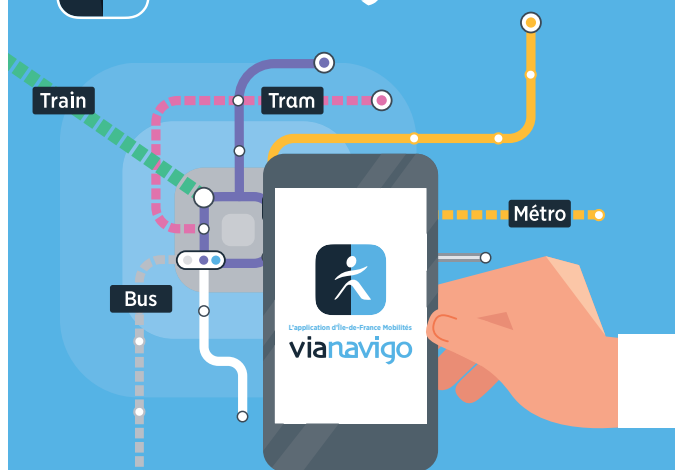 Train
Tram
Métro
Bus
L'application d'Île-de-France Mobilités
vianavigo